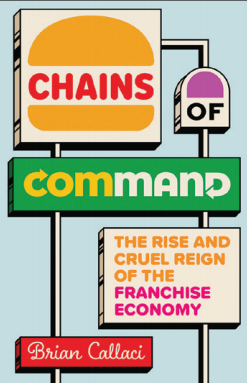 CHAINS
OF
COMMAND
THE RISE AND
CRUEL REIGN
OF THE
FRANCHISE
ECONOMY
Brian Callaci